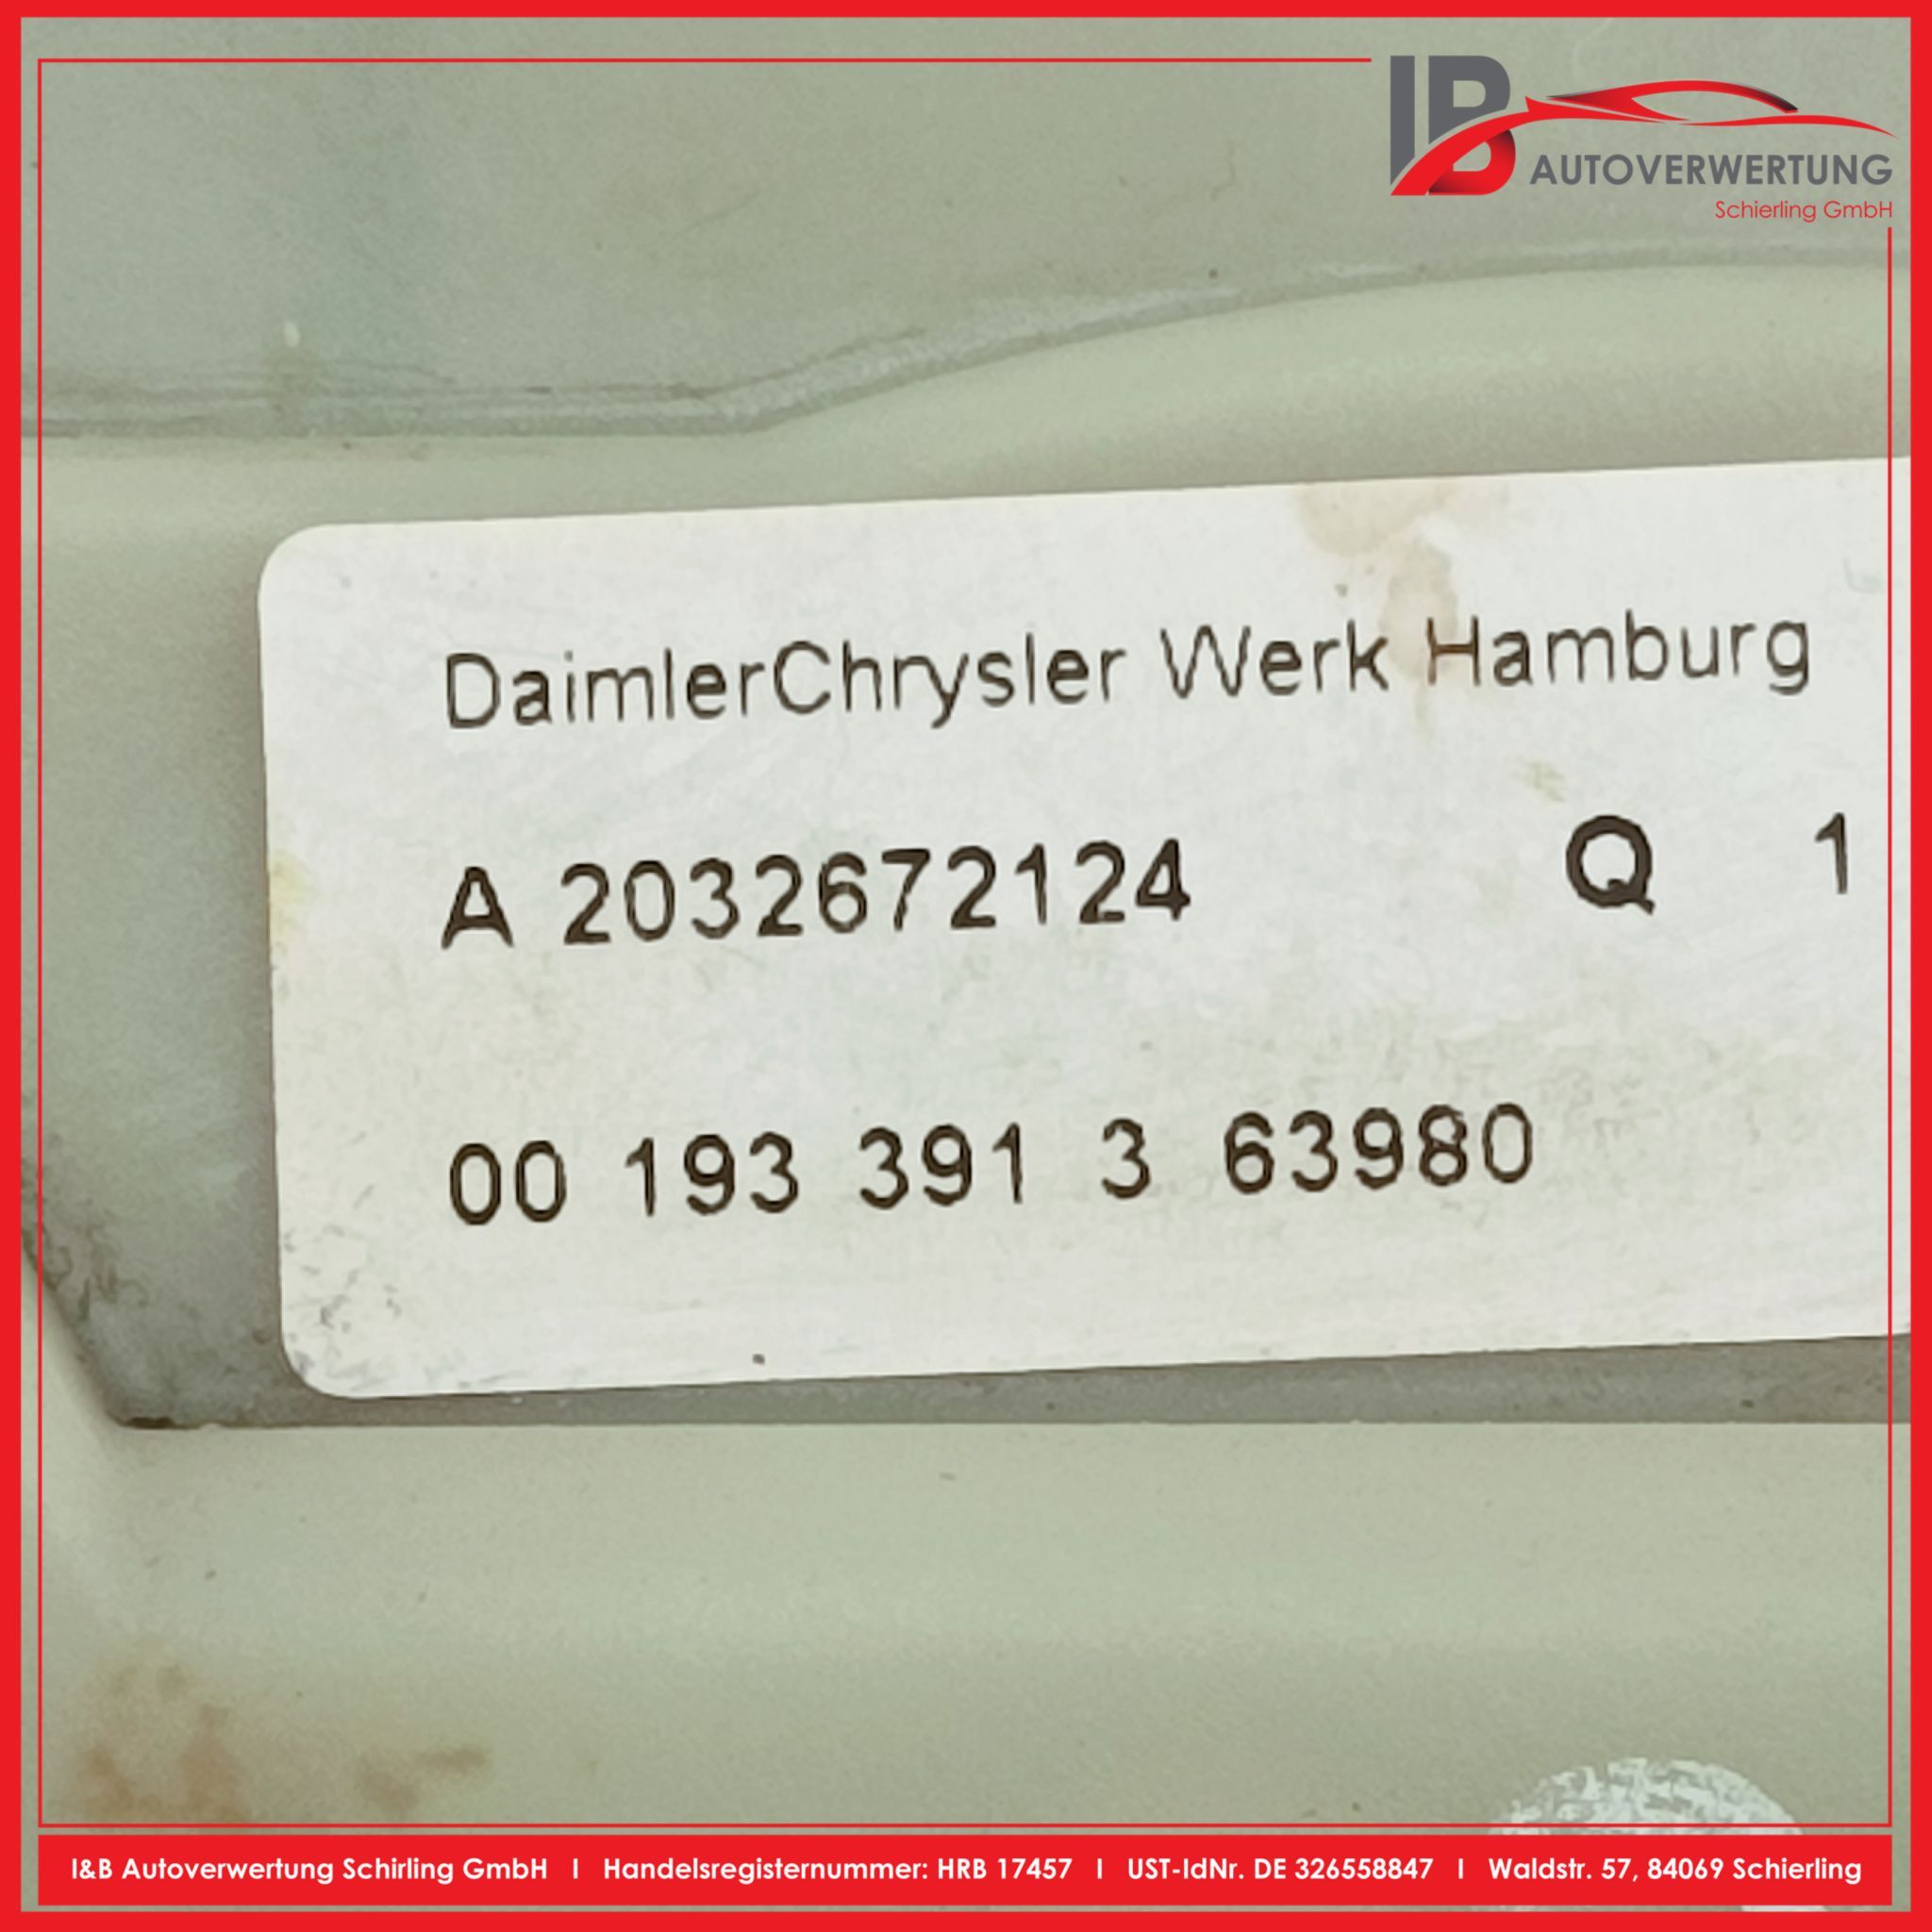 IB
AUTOVERWERTUNG
Schierling GmbH
DaimlerChrysler Werk Hamburg
A 2032672124 Q 1
00 193 391 3 63980
I&B Autoverwertung Schirling GmbH I Handelsregisternummer: HRB 17457 I UST-IdNr. DE 326558847 I Waldstr. 57, 84069 Schierling